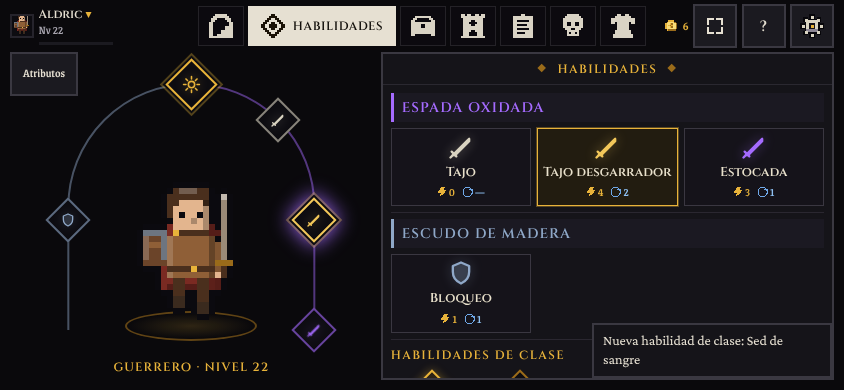 ALDRIC
Nv 22
HABILIDADES
6
?
Atributos
HABILIDADES
ESPADA OXIDADA
TAJO
0 —
TAJO DESGARRADOR
4 2
ESTOCADA
3 1
ESCUDO DE MADERA
BLOQUEO
1 1
HABILIDADES DE CLASE
Nueva habilidad de clase: Sed de
sangre
GUERRERO · NIVEL 22